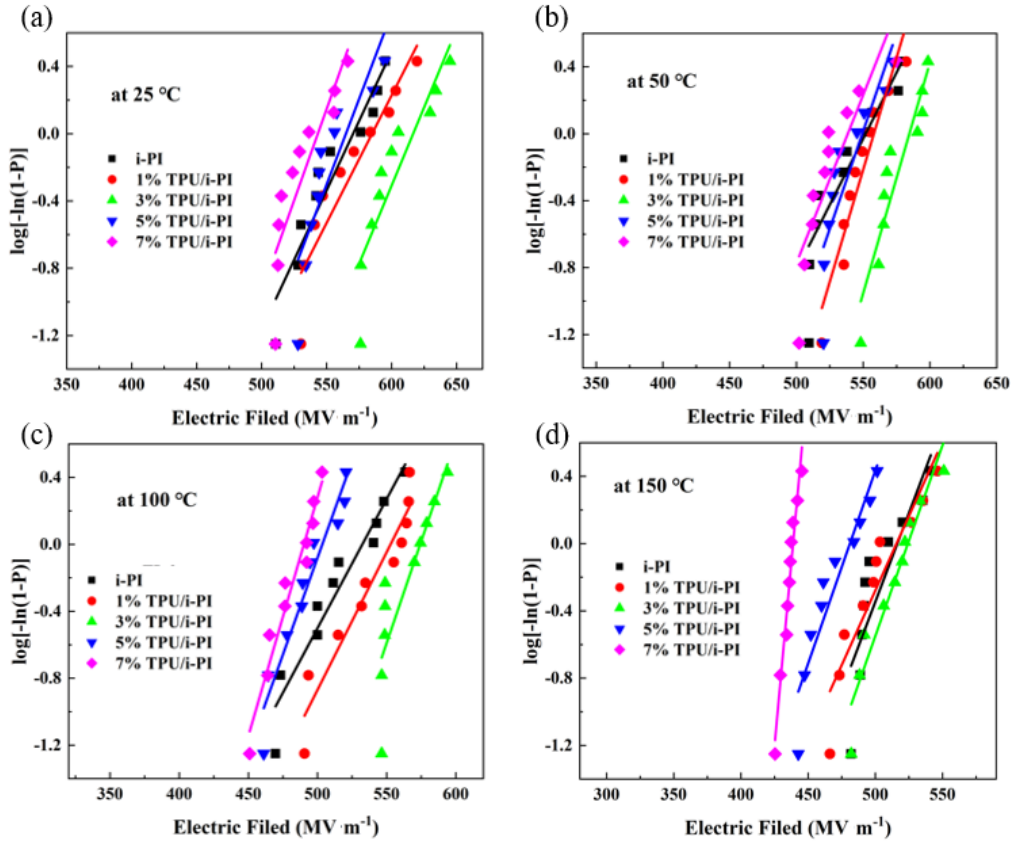 (a)
0.4
0.0
-0.4
-0.8
-1.2
log[-ln(1-P)]
at 25 °C
i-PI
1% TPU/i-PI
3% TPU/i-PI
5% TPU/i-PI
7% TPU/i-PI
350 400 450 500 550 600 650
Electric Filed (MV m-1)
(b)
0.4
0.0
-0.4
-0.8
-1.2
log[-ln(1-P)]
at 50 °C
i-PI
1% TPU/i-PI
3% TPU/i-PI
5% TPU/i-PI
7% TPU/i-PI
350 400 450 500 550 600 650
Electric Filed (MV m-1)
(c)
0.4
0.0
-0.4
-0.8
-1.2
log[-ln(1-P)]
at 100 °C
i-PI
1% TPU/i-PI
3% TPU/i-PI
5% TPU/i-PI
7% TPU/i-PI
350 400 450 500 550 600
Electric Filed (MV m-1)
(d)
0.4
0.0
-0.4
-0.8
-1.2
log[-ln(1-P)]
at 150 °C
i-PI
1% TPU/i-PI
3% TPU/i-PI
5% TPU/i-PI
7% TPU/i-PI
300 350 400 450 500 550
Electric Filed (MV m-1)